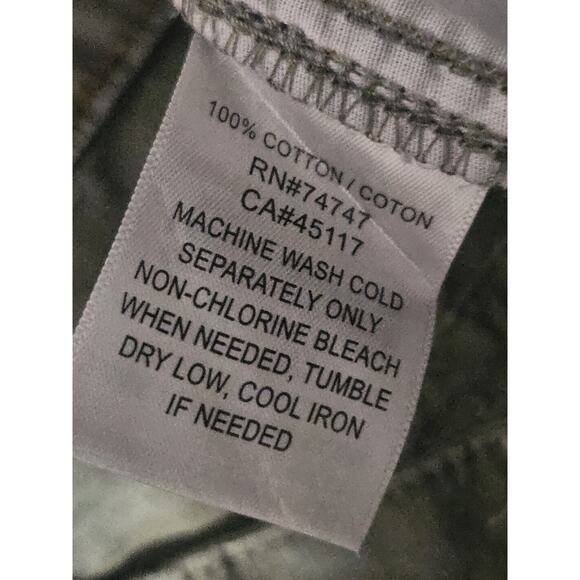 100% COTTON / COTON
RN#74747
CA#45117
MACHINE WASH COLD
SEPARATELY ONLY
NON-CHLORINE BLEACH
WHEN NEEDED, TUMBLE
DRY LOW, COOL IRON
IF NEEDED